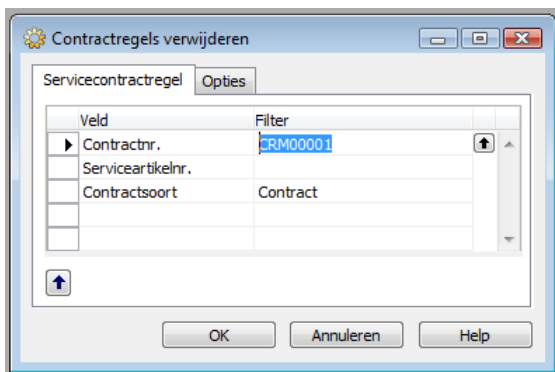 Contractregels verwijderen
Servicecontractregel Opties
Veld Filter
Contractnr. CRM00001
Serviceartikelnr.
Contractsoort Contract
OK Annuleren Help